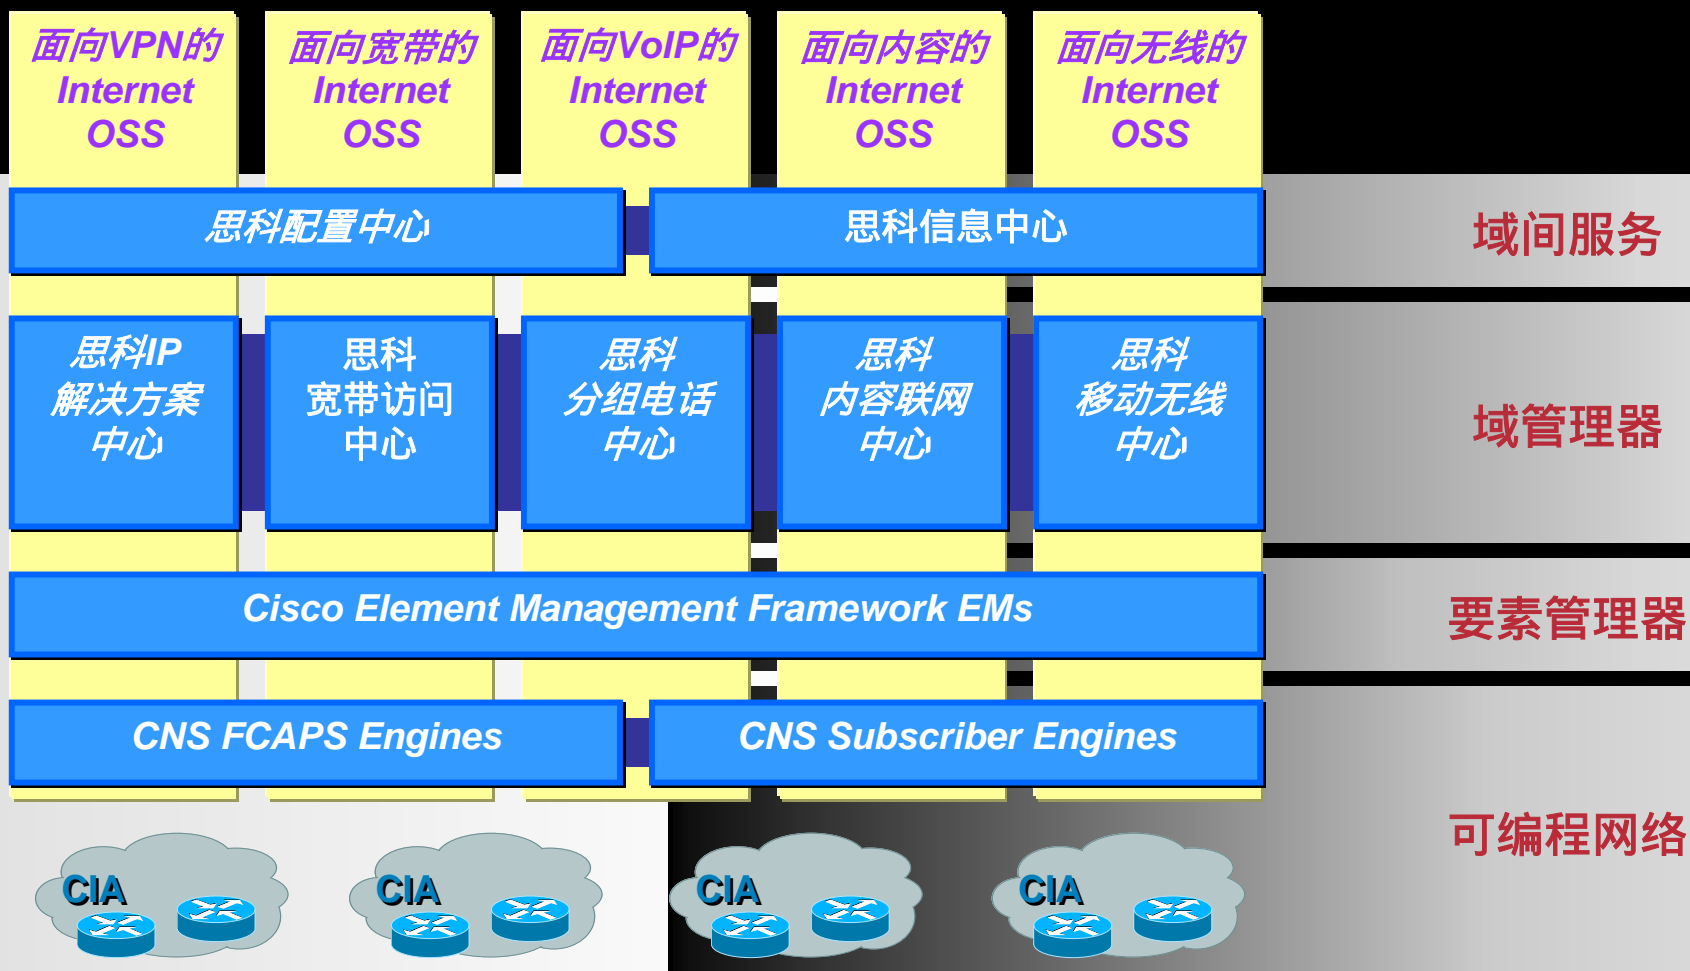 面向VPN的
Internet
OSS
面向宽带的
Internet
OSS
面向VoIP的
Internet
OSS
面向内容的
Internet
OSS
面向无线的
Internet
OSS
思科配置中心
思科信息中心
域间服务
思科IP
解决方案
中心
思科
宽带访问
中心
思科
分组电话
中心
思科
内容联网
中心
思科
移动无线
中心
域管理器
Cisco Element Management Framework EMs
要素管理器
CNS FCAPS Engines
CNS Subscriber Engines
可编程网络
CIA
CIA
CIA
CIA